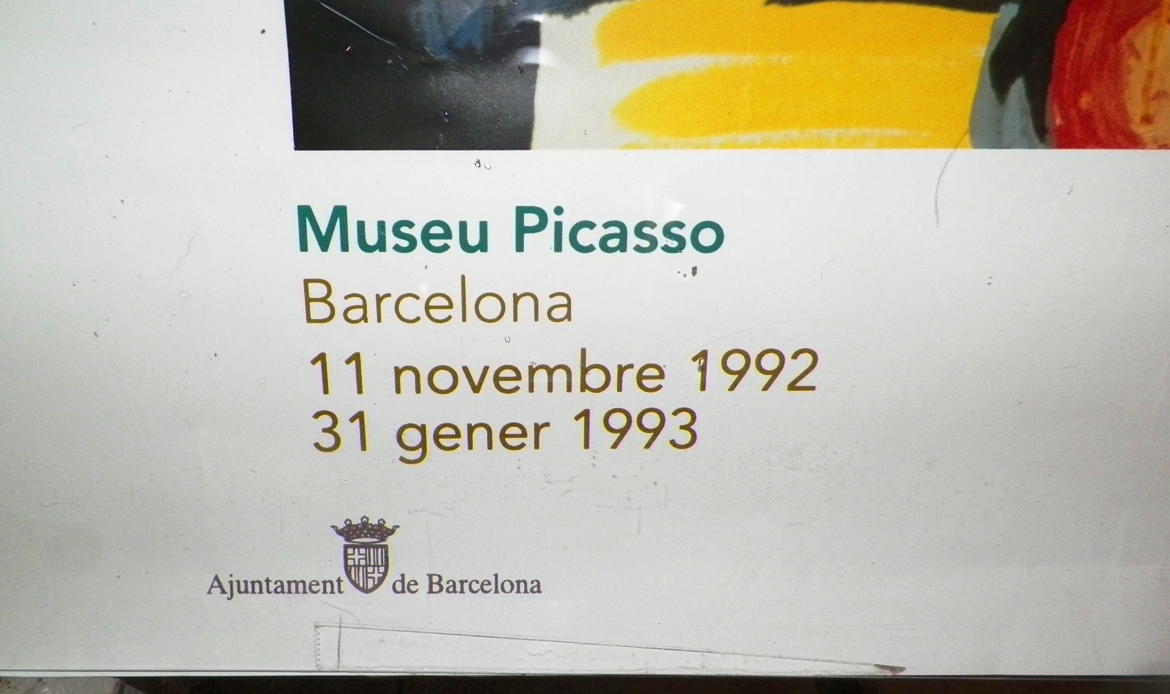 Museu Picasso
Barcelona
11 novembre 1992
31 gener 1993
Ajuntament de Barcelona